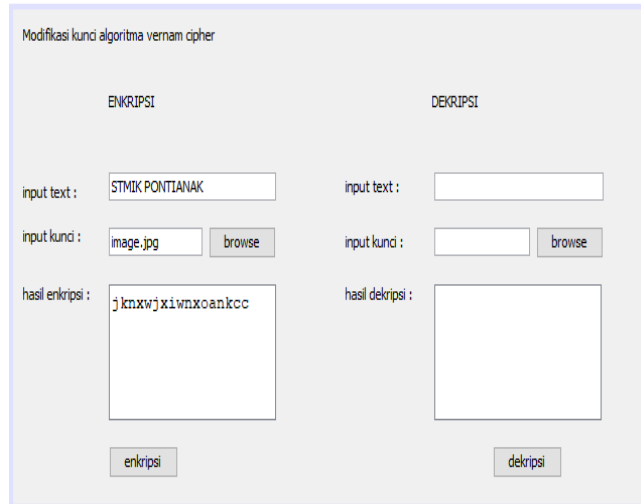 Modifikasi kunci algoritma vernam cipher
ENKRIPSI
DEKRIPSI
input text :
STMIK PONTIANAK
input text :
input kunci :
image.jpg
browse
input kunci :
browse
hasil enkripsi :
jknxwjxiwnxoankcc
hasil dekripsi :
enkripsi
dekripsi